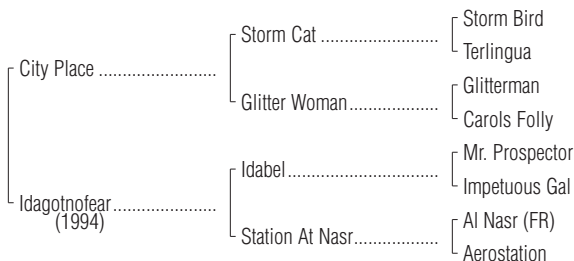 Storm Bird
Storm Cat ........................
Terlingua
City Place ........................
Glitterman
Glitter Woman..................
Carols Folly
Mr. Prospector
Idabel..............................
Impetuous Gal
Idagotnofear.....................
(1994)
Al Nasr (FR)
Station At Nasr.................
Aerostation